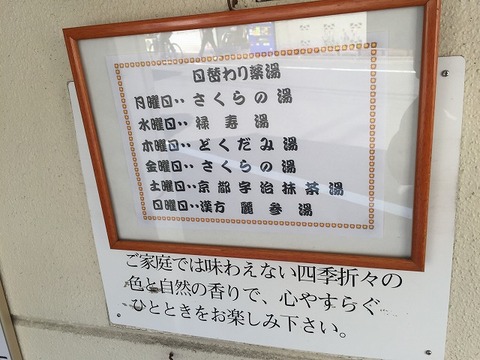 日替わり薬湯
月曜日‥さくらの湯
水曜日‥禄寿湯
木曜日‥どくだみ湯
金曜日‥さくらの湯
土曜日‥京都宇治抹茶湯
日曜日‥漢方麗参湯
ご家庭では味わえない四季折々の
色と自然の香りで、心やすらぐ
ひとときをお楽しみ下さい。